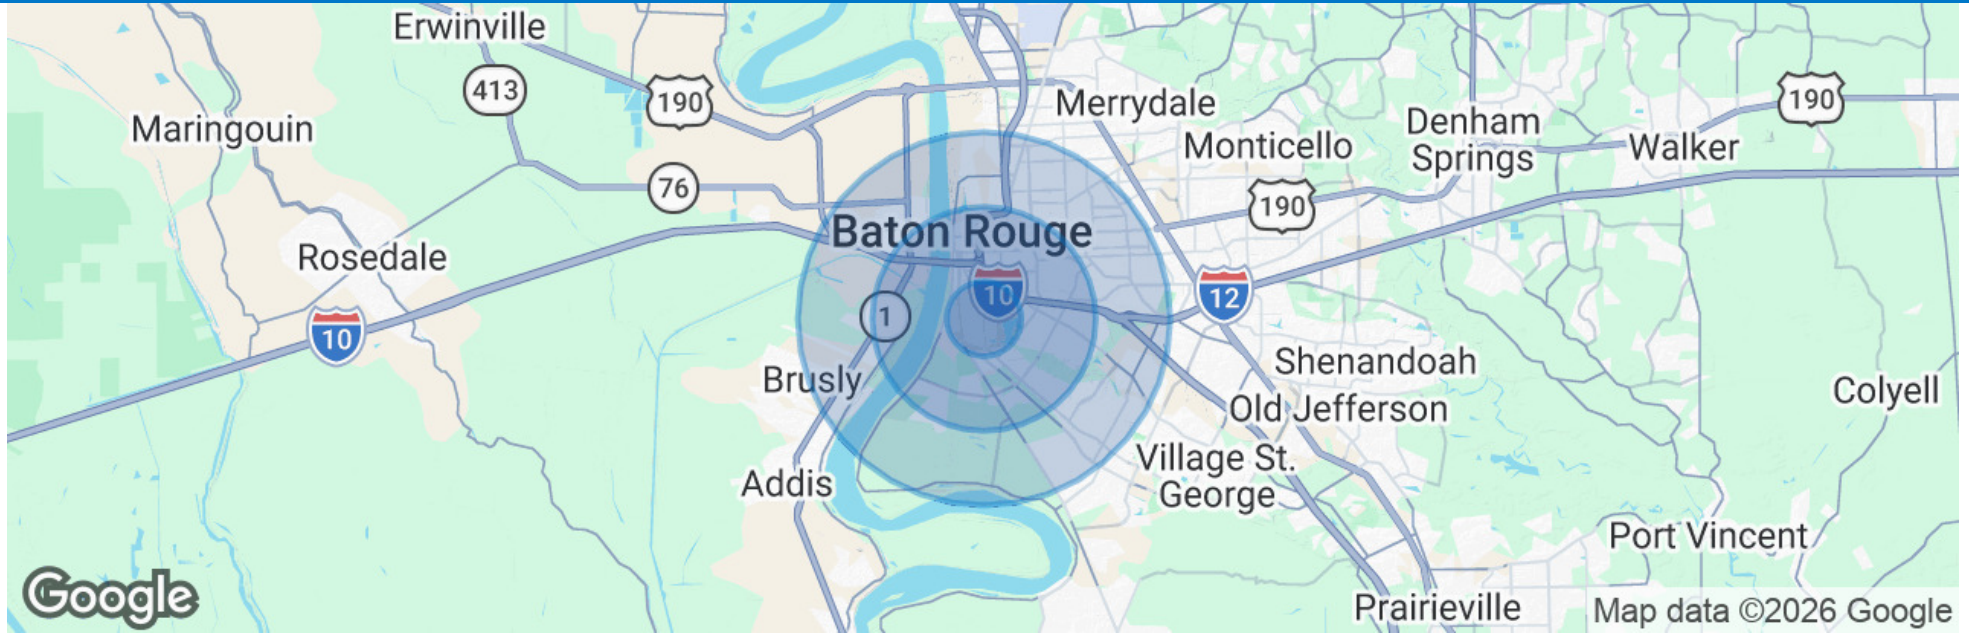 Erwinville
413
190
190
Maringouin
Merrydale
Monticello
Denham
Springs
Walker
76
190
Baton Rouge
Rosedale
10
12
1
10
Shenandoah
Brusly
Colyell
Old Jefferson
Village St.
George
Addis
Port Vincent
Google
Prairieville
Map data ©2026 Google